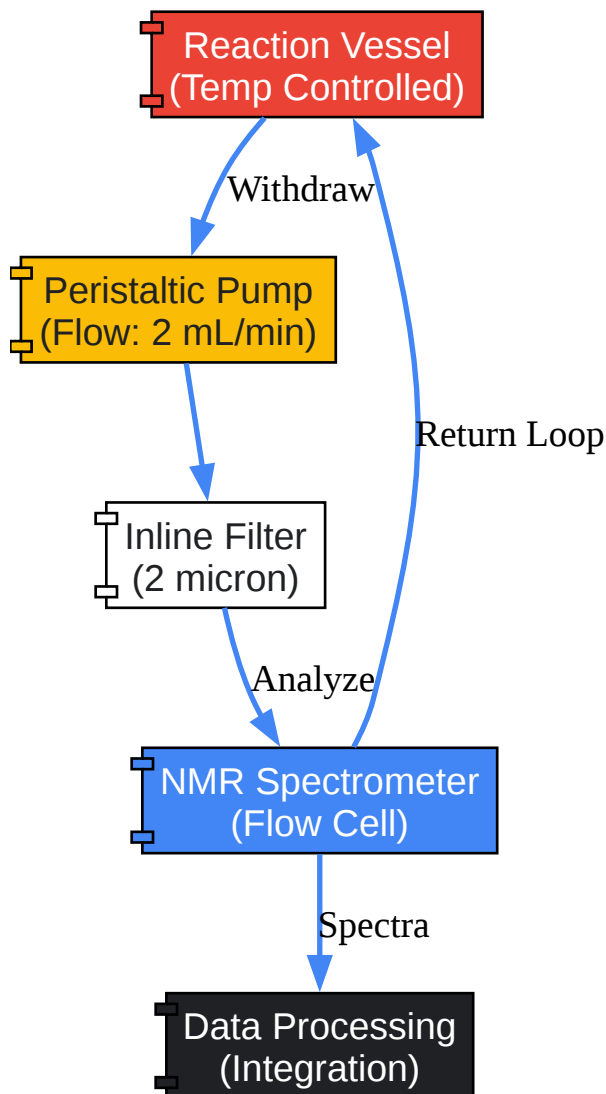 Reaction Vessel
(Temp Controlled)
Withdraw
Peristaltic Pump
(Flow: 2 mL/min)
Return Loop
Inline Filter
(2 micron)
Analyze
NMR Spectrometer
(Flow Cell)
Spectra
Data Processing
(Integration)